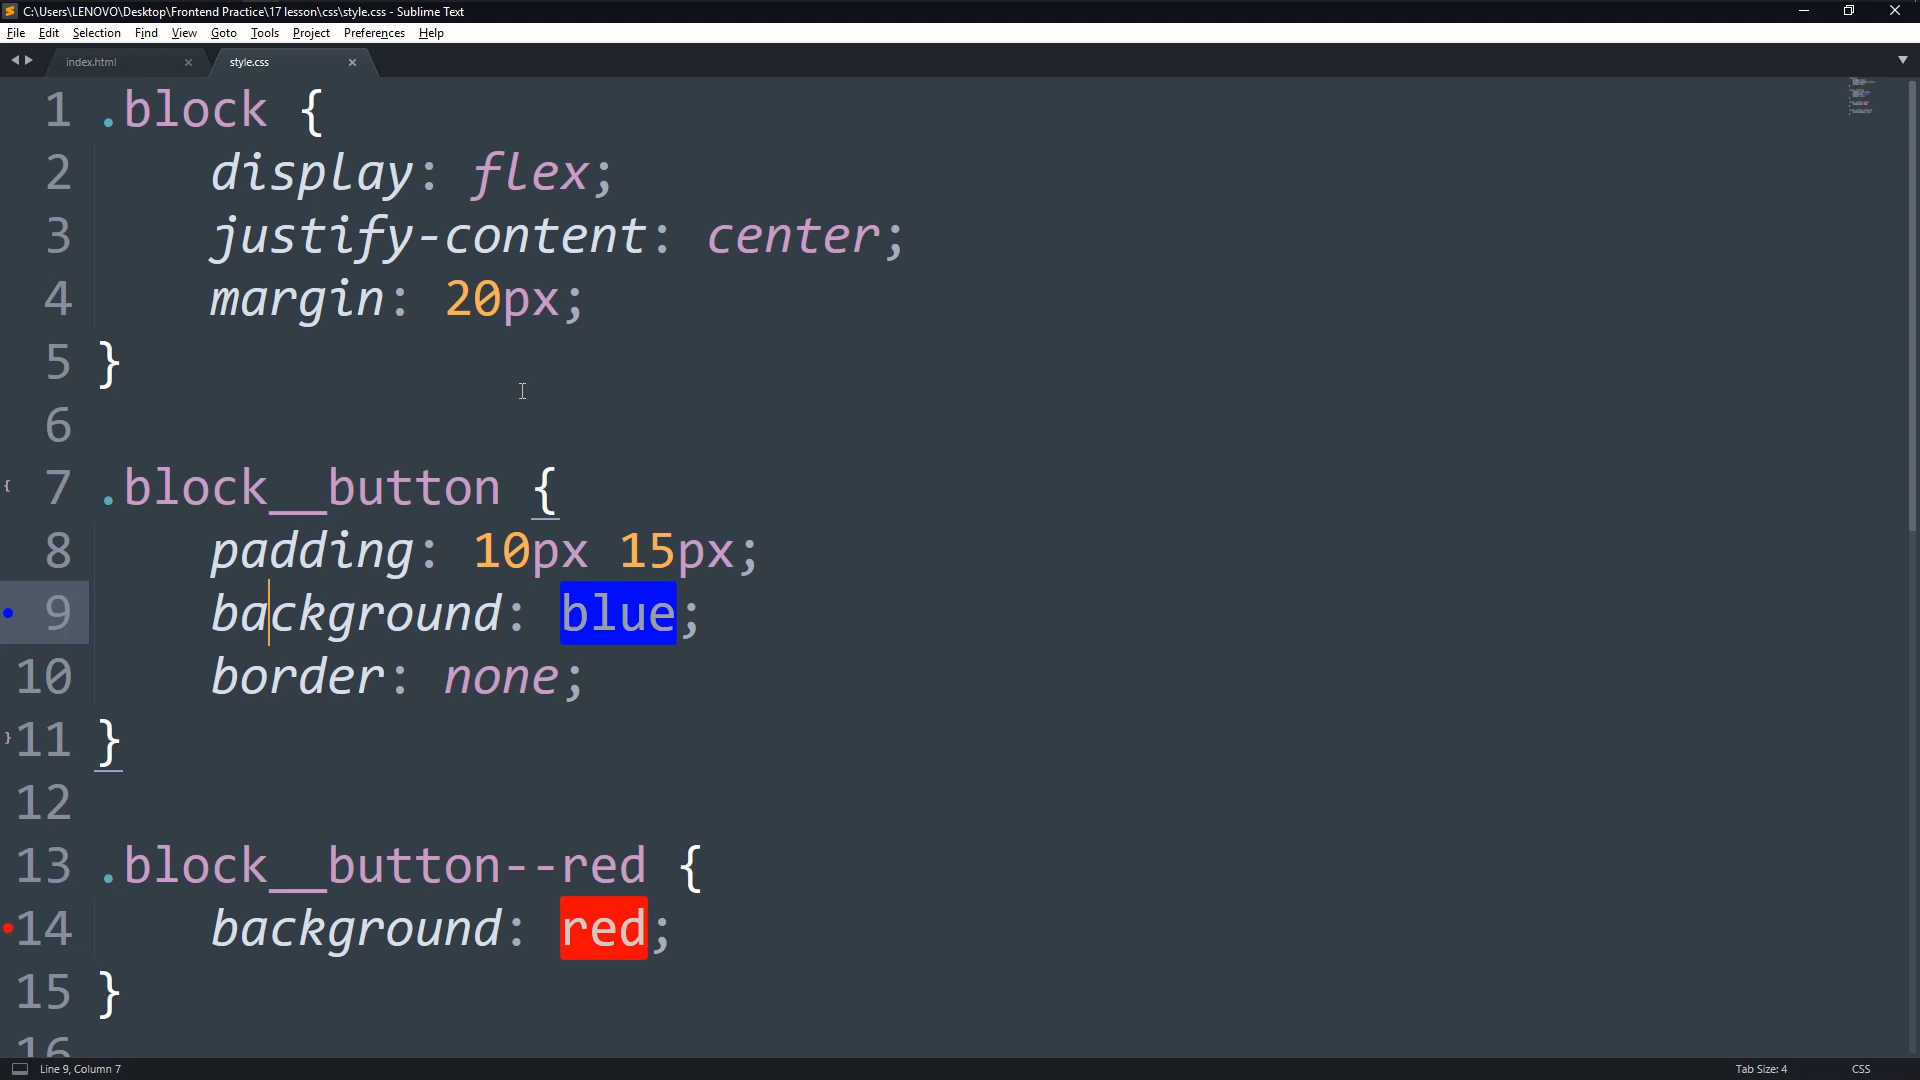 C:\Users\LENOVO\Desktop\Frontend Practice\17 lesson\css\style.css - Sublime Text
File Edit Selection Find View Goto Tools Project Preferences Help
index.html style.css
1 .block {
2 display: flex;
3 justify-content: center;
4 margin: 20px;
5 }
6
7 .block__button {
8 padding: 10px 15px;
9 background: blue;
10 border: none;
11 }
12
13 .block__button--red {
14 background: red;
15 }
16
Line 9, Column 7 Tab Size: 4 CSS